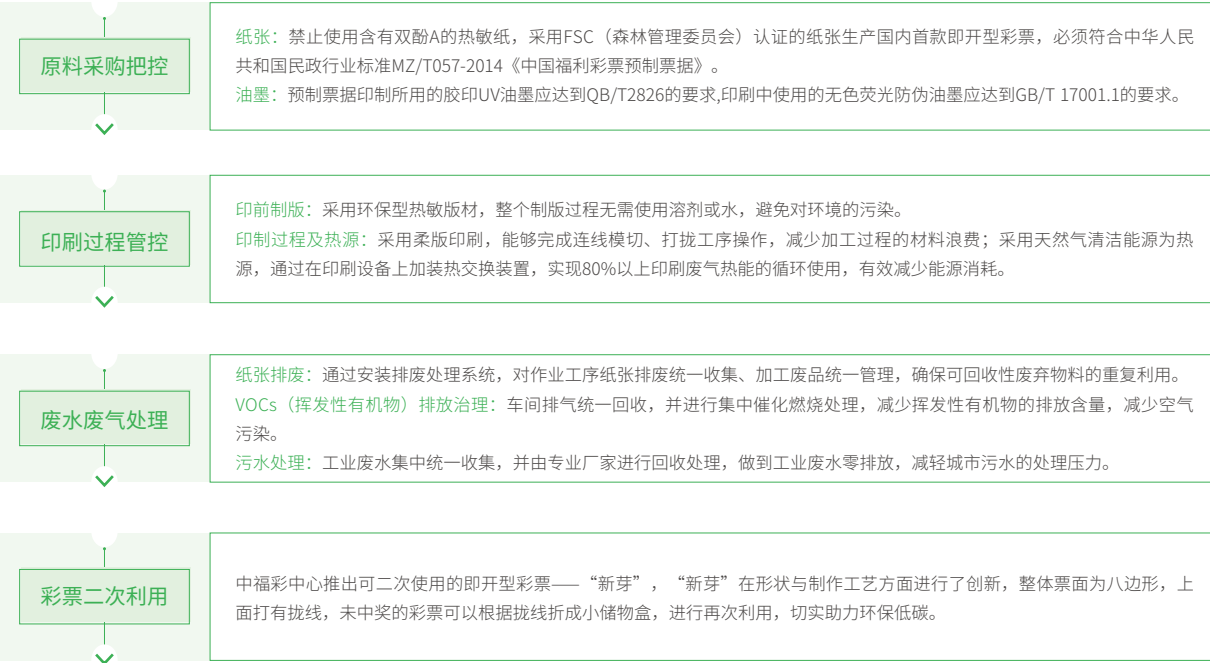 原料采购把控
纸张：禁止使用含有双酚A的热敏纸，采用FSC（森林管理委员会）认证的纸张生产国内首款即开型彩票，必须符合中华人民
共和国民政行业标准MZ/T057-2014《中国福利彩票预制票据》。
油墨：预制票据印制所用的胶印UV油墨应达到QB/T2826的要求,印刷中使用的无色荧光防伪油墨应达到GB/T 17001.1的要求。
印刷过程管控
印前制版：采用环保型热敏版材，整个制版过程无需使用溶剂或水，避免对环境的污染。
印制过程及热源：采用柔版印刷，能够完成连线模切、打拢工序操作，减少加工过程的材料浪费；采用天然气清洁能源为热
源，通过在印刷设备上加装热交换装置，实现80%以上印刷废气热能的循环使用，有效减少能源消耗。
废水废气处理
纸张排废：通过安装排废处理系统，对作业工序纸张排废统一收集、加工废品统一管理，确保可回收性废弃物料的重复利用。
VOCs（挥发性有机物）排放治理：车间排气统一回收，并进行集中催化燃烧处理，减少挥发性有机物的排放含量，减少空气
污染。
污水处理：工业废水集中统一收集，并由专业厂家进行回收处理，做到工业废水零排放，减轻城市污水的处理压力。
彩票二次利用
中福彩中心推出可二次使用的即开型彩票——“新芽”，“新芽”在形状与制作工艺方面进行了创新，整体票面为八边形，上
面打有拢线，未中奖的彩票可以根据拢线折成小储物盒，进行再次利用，切实助力环保低碳。